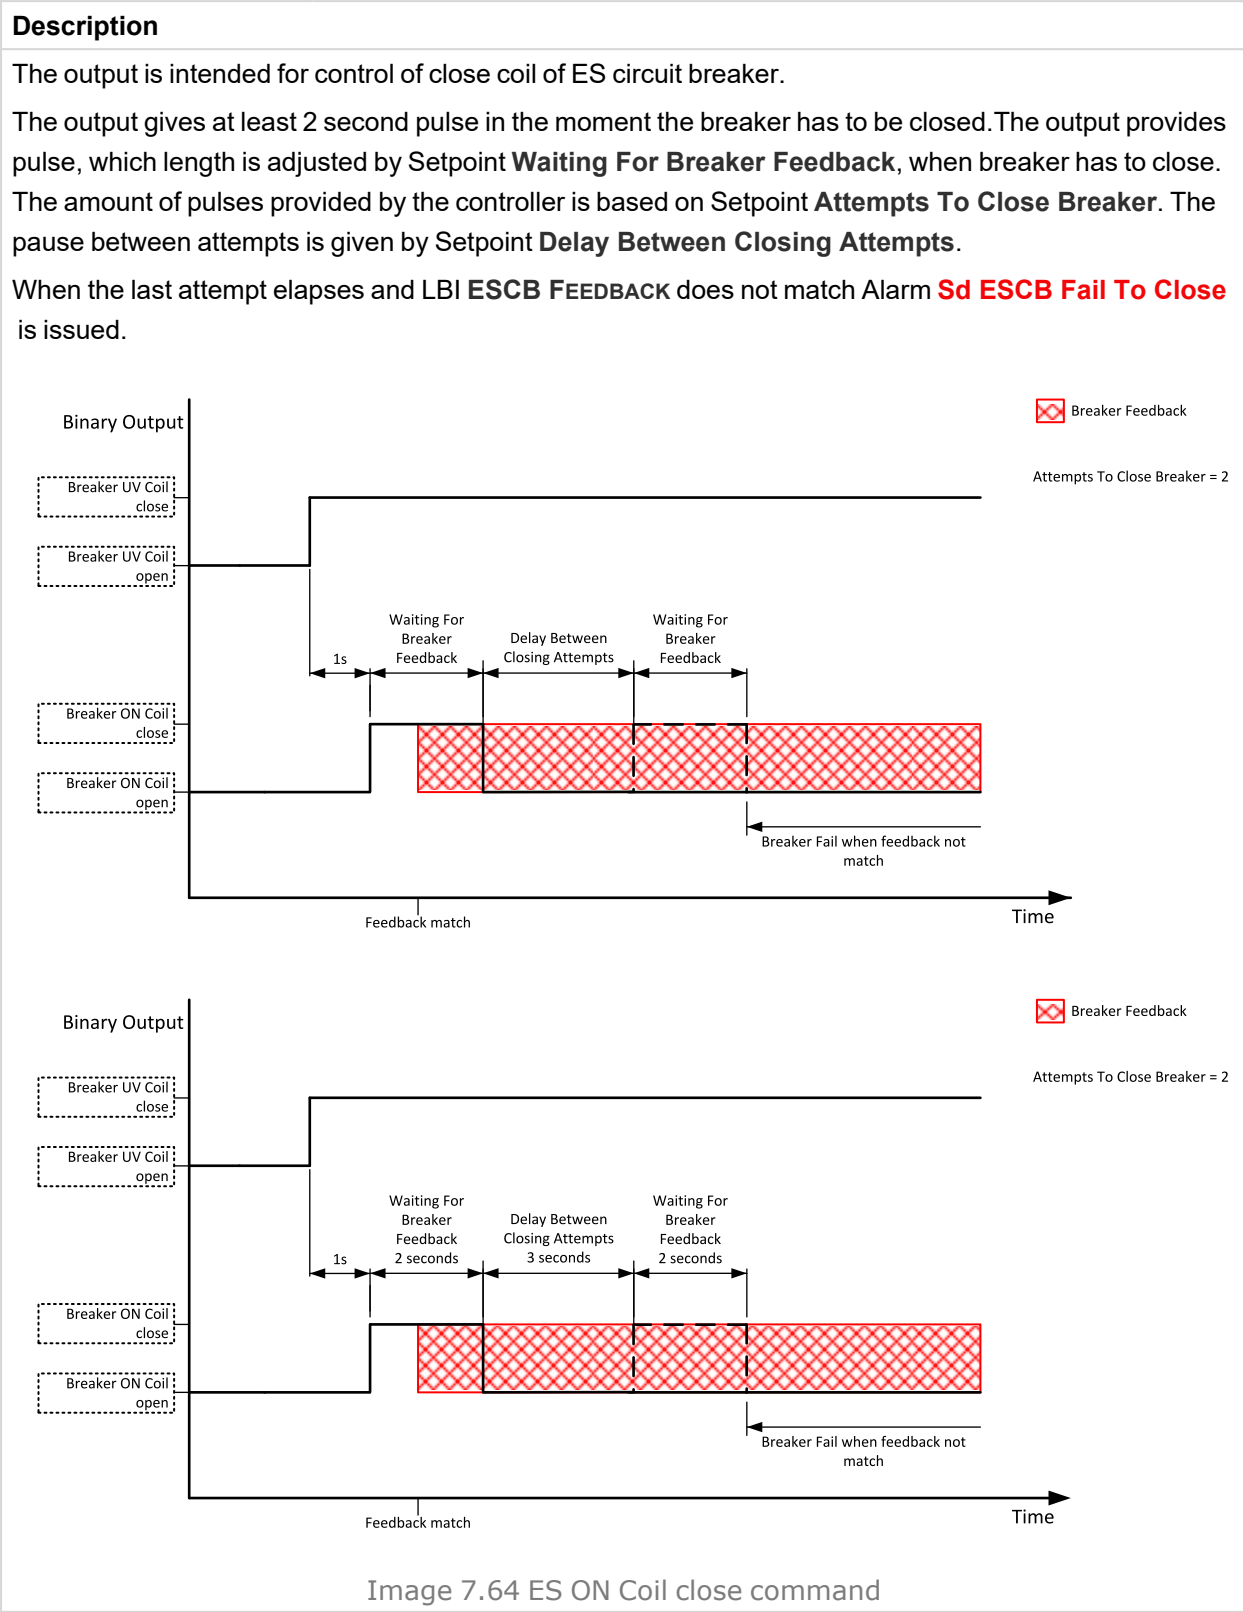 Description
The output is intended for control of close coil of ES circuit breaker.
The output gives at least 2 second pulse in the moment the breaker has to be closed.The output provides
pulse, which length is adjusted by Setpoint Waiting For Breaker Feedback, when breaker has to close.
The amount of pulses provided by the controller is based on Setpoint Attempts To Close Breaker. The
pause between attempts is given by Setpoint Delay Between Closing Attempts.
When the last attempt elapses and LBI ESCB FEEDBACK does not match Alarm Sd ESCB Fail To Close
is issued.
Binary Output
Breaker Feedback
Attempts To Close Breaker = 2
Breaker UV Coil
close
Breaker UV Coil
open
Waiting For
Breaker
Feedback
Delay Between
Closing Attempts
Waiting For
Breaker
Feedback
1s
Breaker ON Coil
close
Breaker ON Coil
open
Breaker Fail when feedback not
match
Feedback match
Time
Binary Output
Breaker Feedback
Attempts To Close Breaker = 2
Breaker UV Coil
close
Breaker UV Coil
open
Waiting For
Breaker
Feedback
2 seconds
Delay Between
Closing Attempts
3 seconds
Waiting For
Breaker
Feedback
2 seconds
1s
Breaker ON Coil
close
Breaker ON Coil
open
Breaker Fail when feedback not
match
Feedback match
Time
Image 7.64 ES ON Coil close command